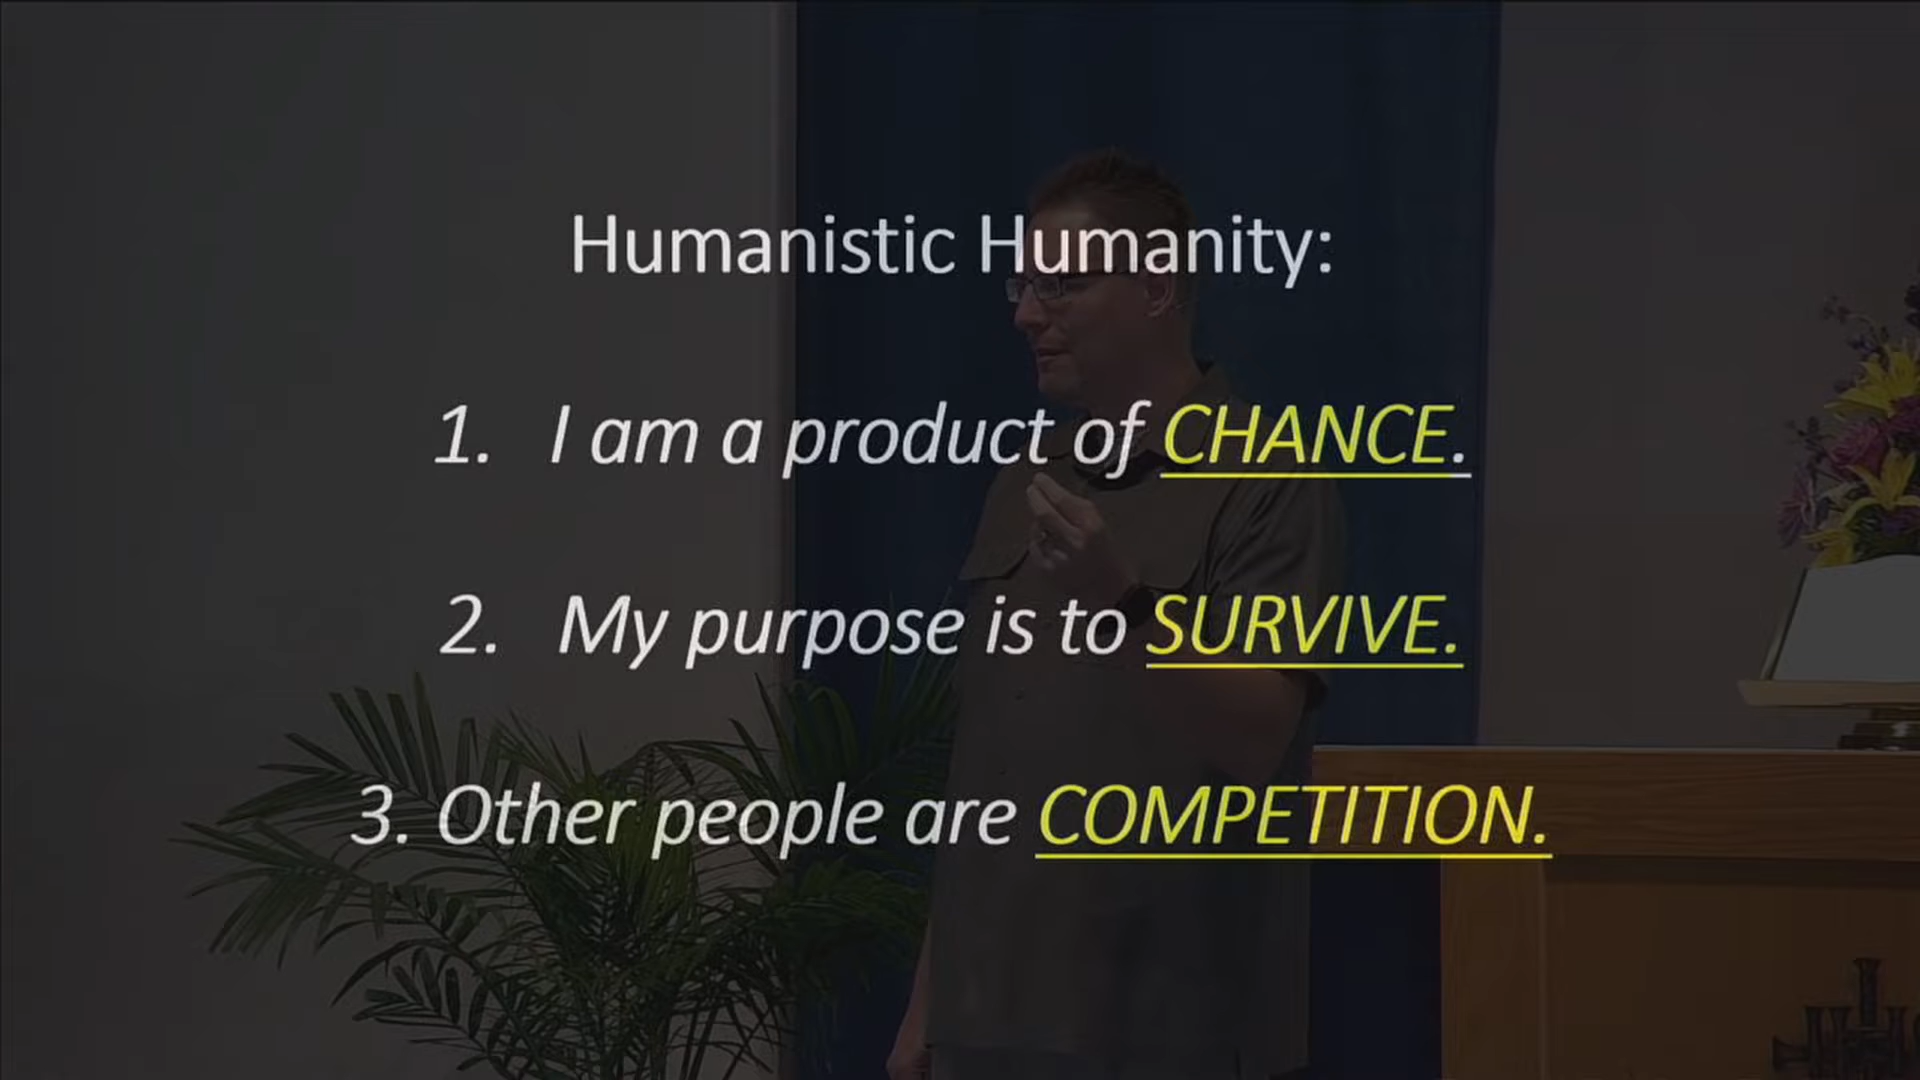 Humanistic Humanity:
1. I am a product of CHANCE.
2. My purpose is to SURVIVE.
3. Other people are COMPETITION.